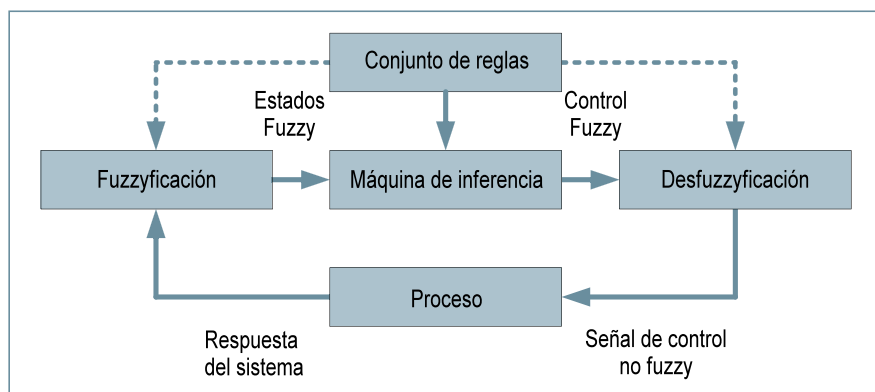 Conjunto de reglas
Estados
Fuzzy
Control
Fuzzy
Fuzzyficación
Máquina de inferencia
Desfuzzyficación
Proceso
Respuesta
del sistema
Señal de control
no fuzzy